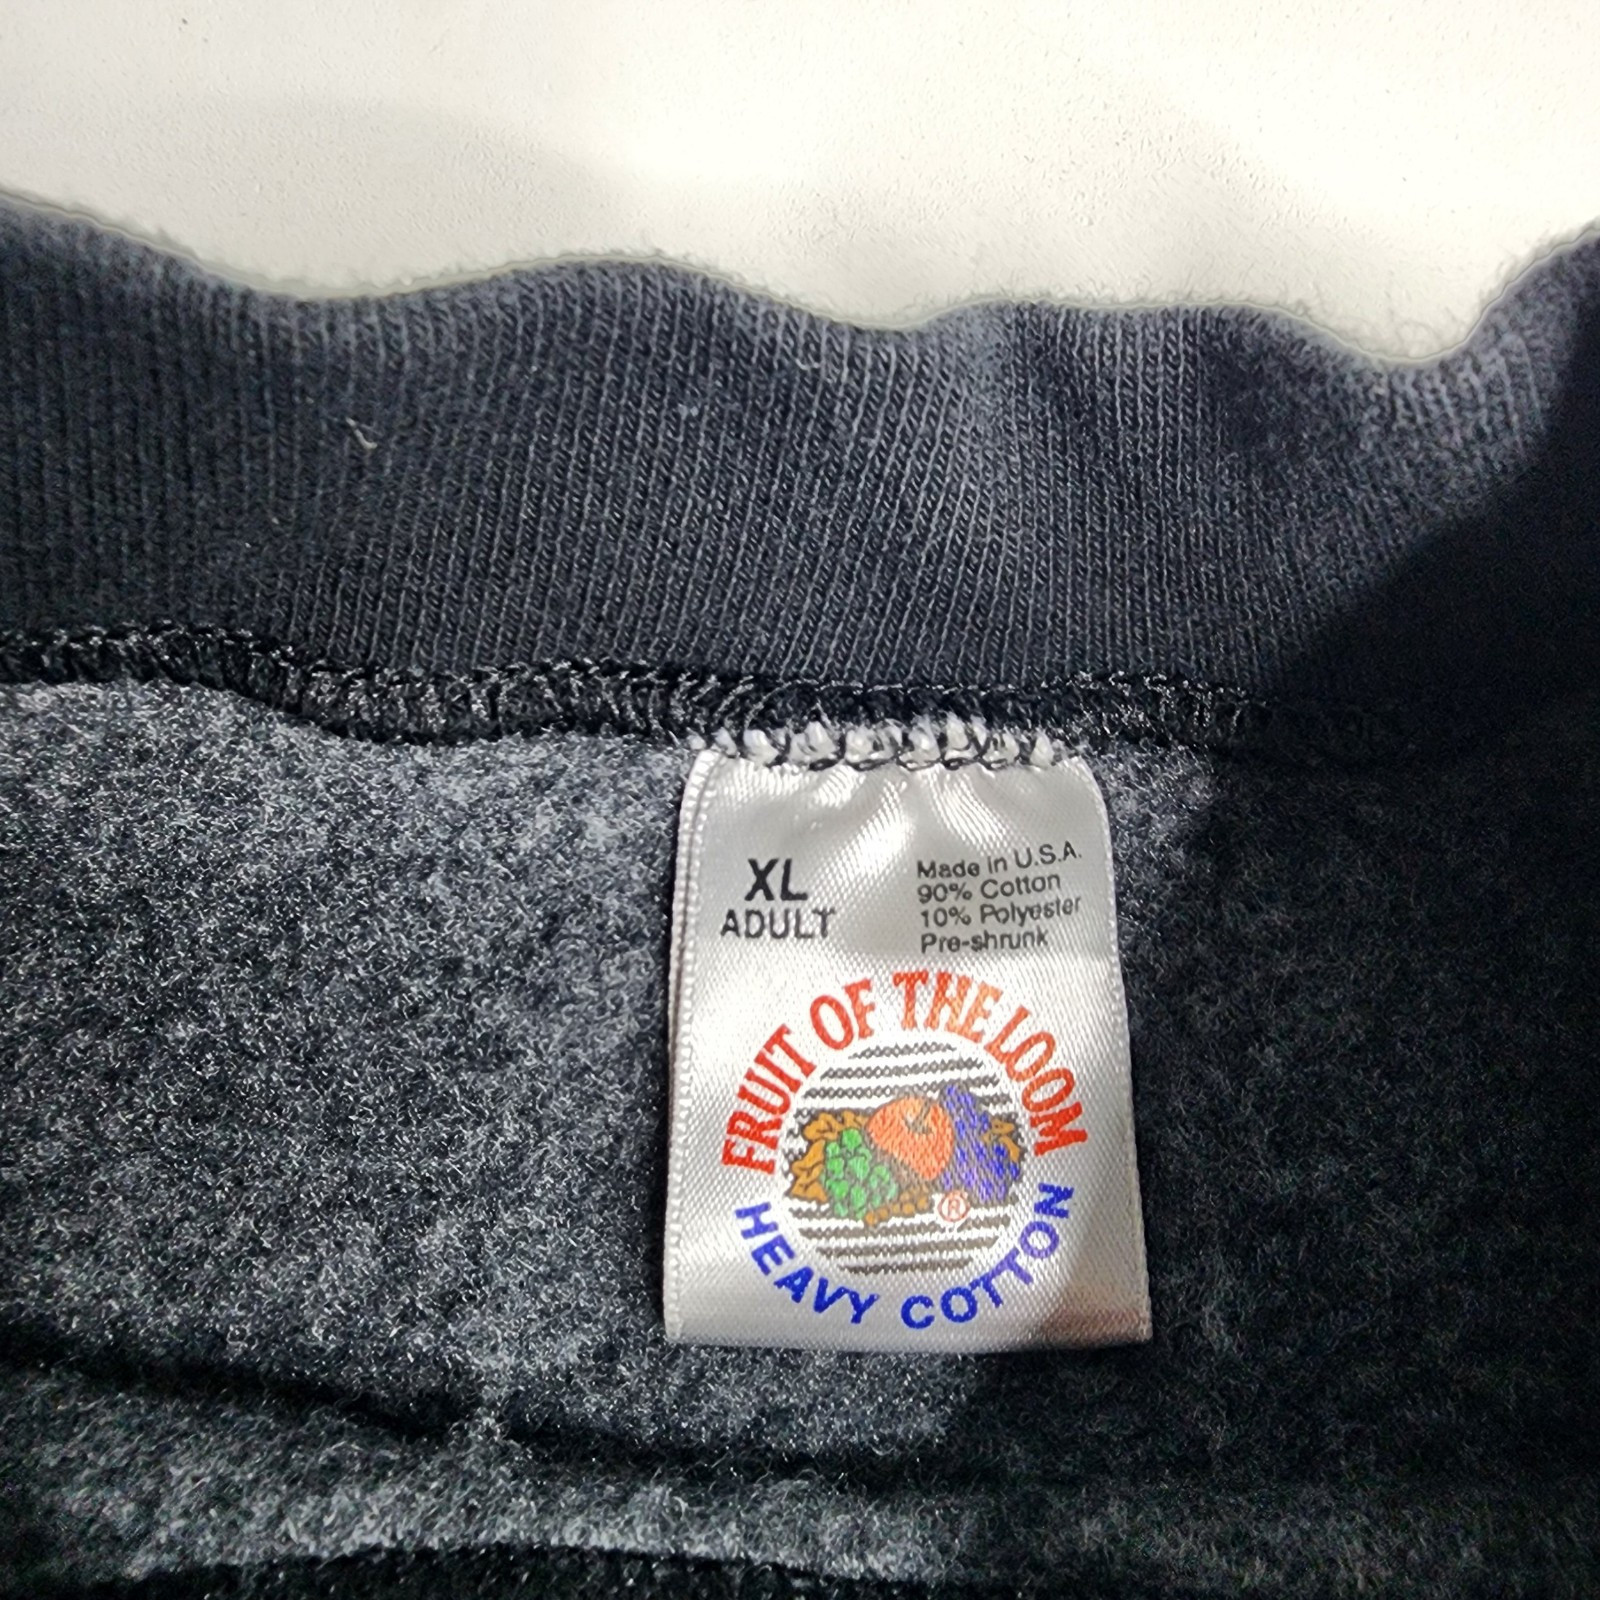 XL
ADULT
Made in U.S.A.
90% Cotton
10% Polyester
Pre-shrunk
FRUIT OF THE LOOM
®
HEAVY COTTON